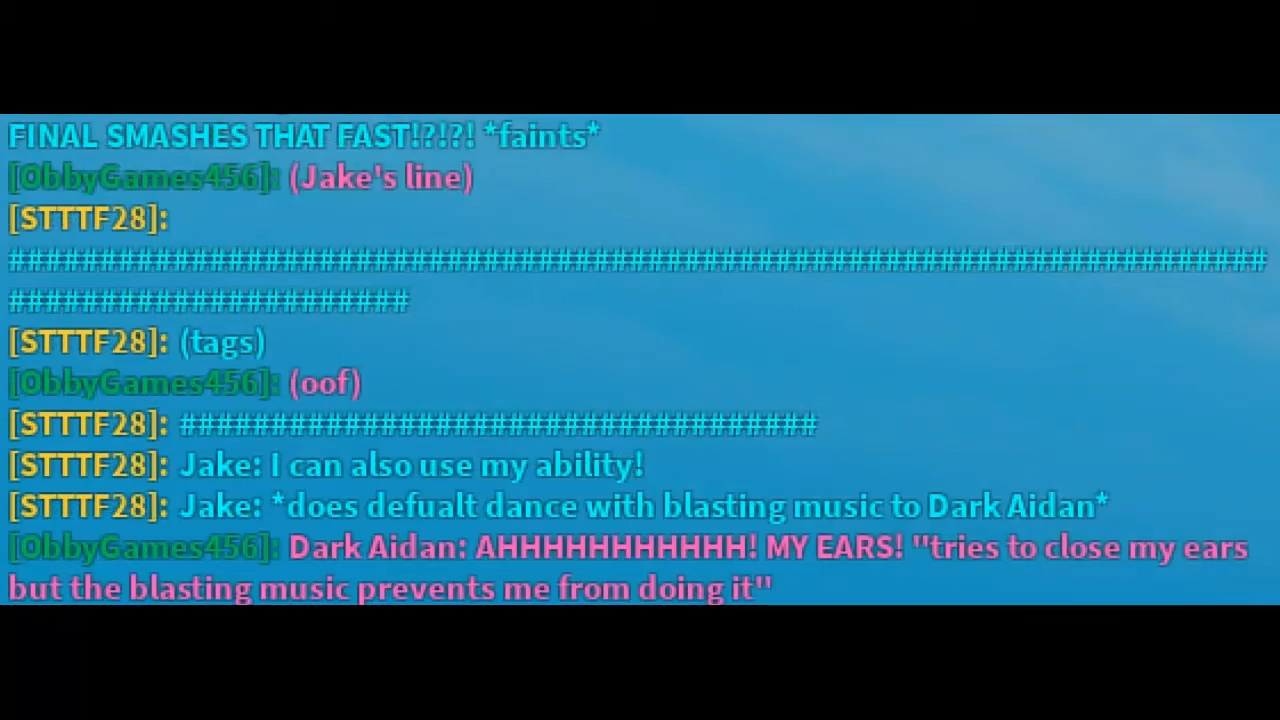 FINAL SMASHES THAT FAST!?!?! *faints*
[ObbyGames456]: (Jake's line)
[STTTF28]:
####################################################################
######################
[STTTF28]: (tags)
[ObbyGames456]: (oof)
[STTTF28]: ###################################
[STTTF28]: Jake: I can also use my ability!
[STTTF28]: Jake: *does defualt dance with blasting music to Dark Aidan*
[ObbyGames456]: Dark Aidan: AHHHHHHHHHHHH! MY EARS! "tries to close my ears
but the blasting music prevents me from doing it"